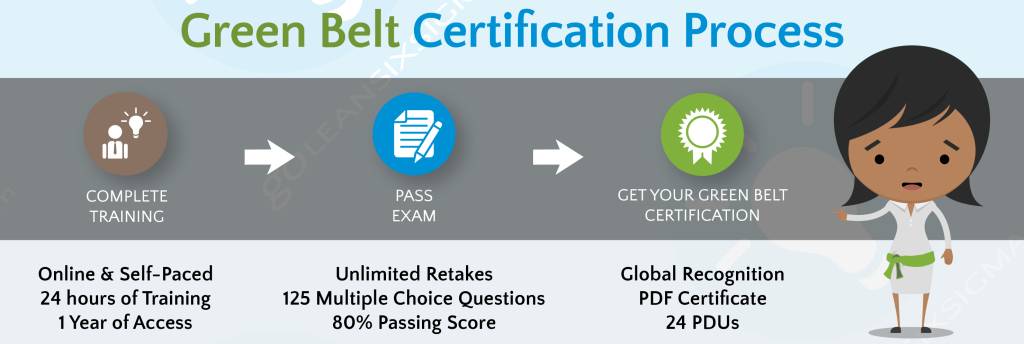 Green Belt Certification Process
COMPLETE
TRAINING
PASS
EXAM
GET YOUR GREEN BELT
CERTIFICATION
Online & Self-Paced
24 hours of Training
1 Year of Access
Unlimited Retakes
125 Multiple Choice Questions
80% Passing Score
Global Recognition
PDF Certificate
24 PDUs
goLEANSIXSIGMA